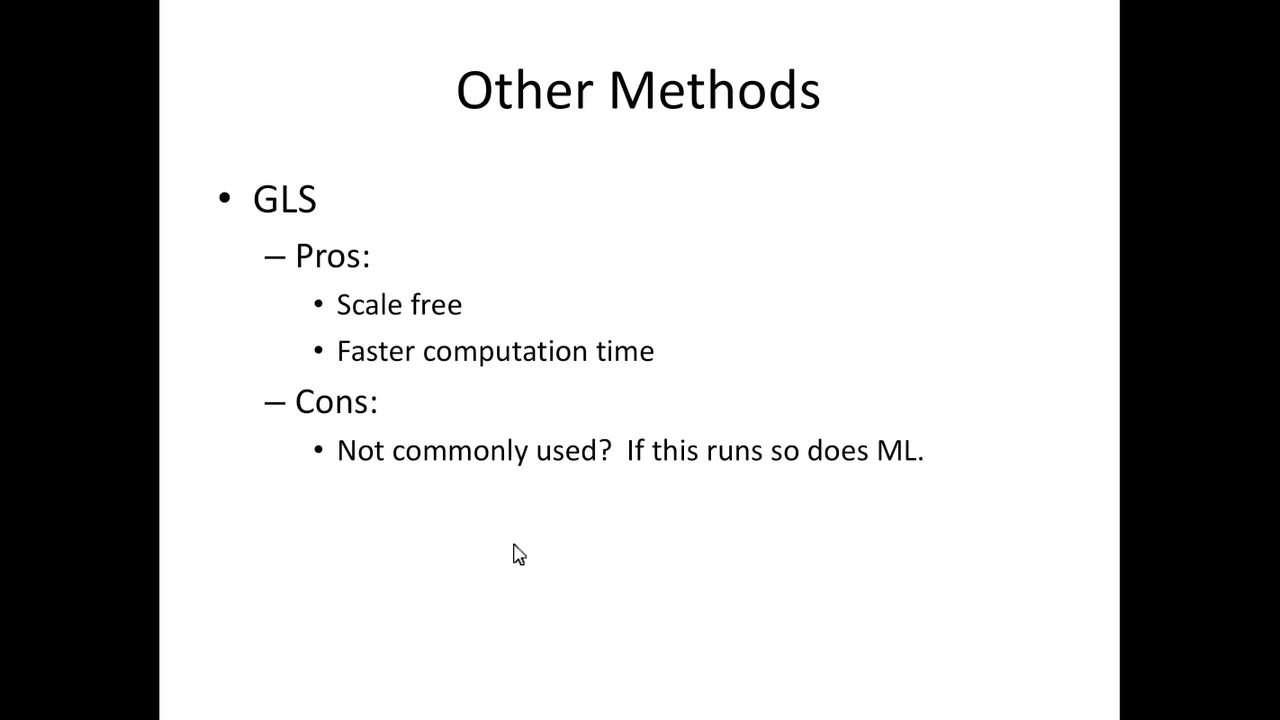 Other Methods
• GLS
– Pros:
• Scale free
• Faster computation time
– Cons:
• Not commonly used?  If this runs so does ML.